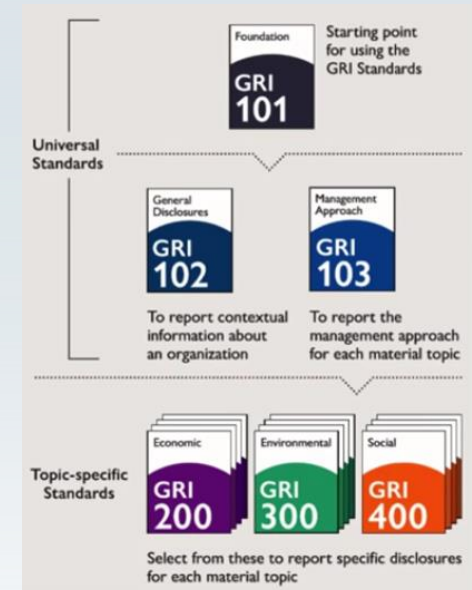 Foundation
GRI
101
Starting point
for using the
GRI Standards
Universal
Standards
General
Disclosures
GRI
102
Management
Approach
GRI
103
To report contextual
information about
an organization
To report the
management approach
for each material topic
Topic-specific
Standards
Economic
GRI
200
Environmental
GRI
300
Social
GRI
400
Select from these to report specific disclosures
for each material topic